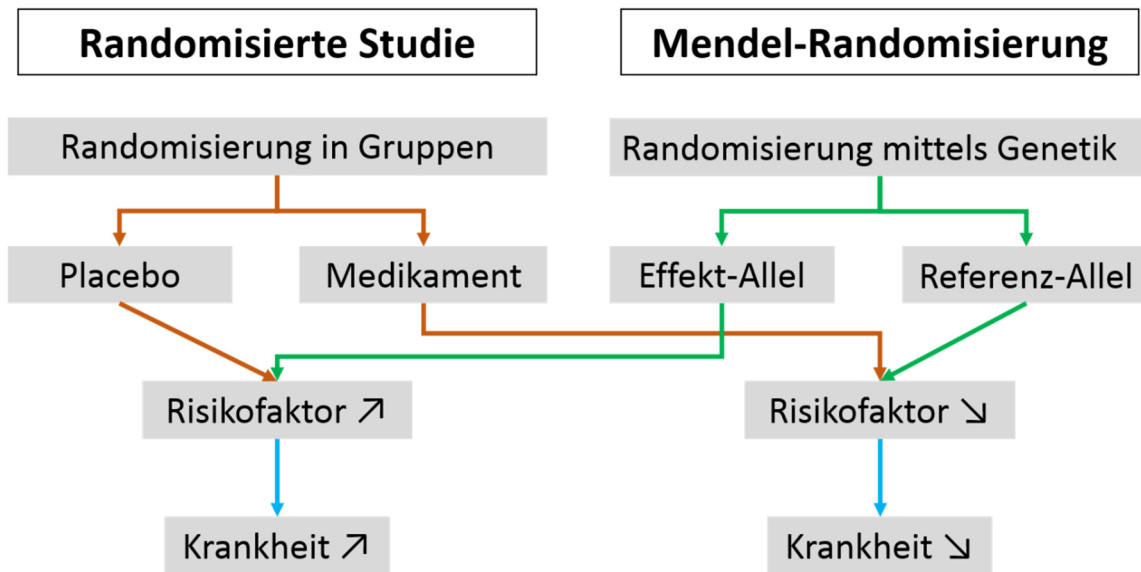 Randomisierte Studie
Mendel-Randomisierung
Randomisierung in Gruppen
Randomisierung mittels Genetik
Placebo
Medikament
Effekt-Allel
Referenz-Allel
Risikofaktor ↗
Risikofaktor ↘
Krankheit ↗
Krankheit ↘